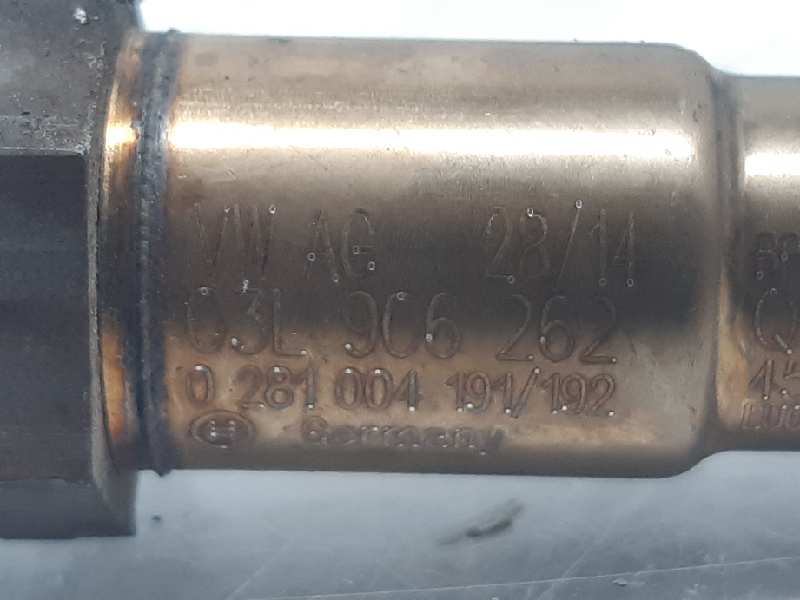 VW AG 28/14
03L 906 262
0 281 004 191/192
Germany